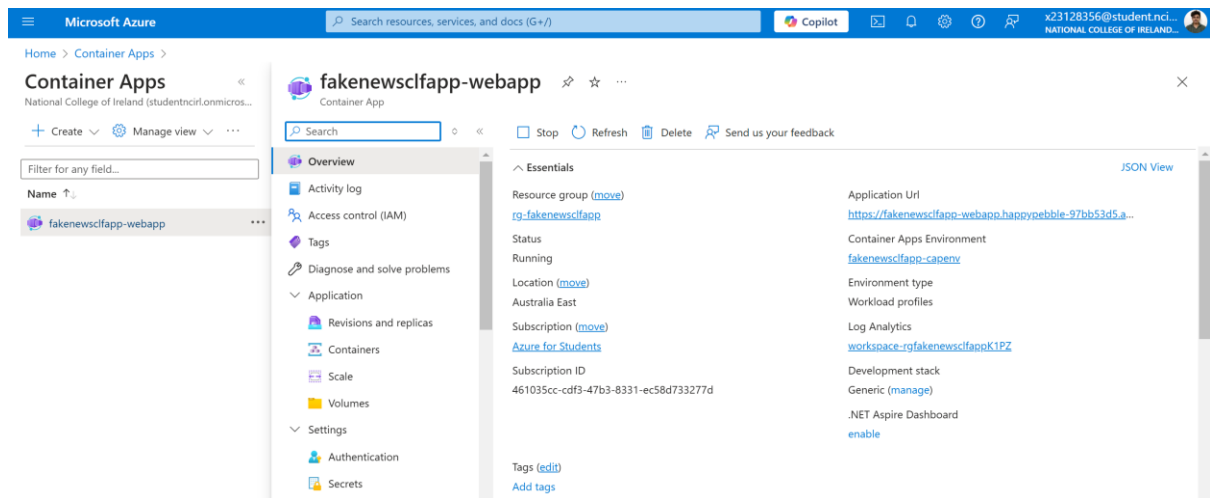 Microsoft Azure
Search resources, services, and docs (G+/)
Copilot
x23128356@student.nci...
NATIONAL COLLEGE OF IRELAND...
Home > Container Apps >
Container Apps
National College of Ireland (studentncirl.onmicros...
Create
Manage view
Filter for any field...
Name
fakenewsclfapp-webapp
fakenewsclfapp-webapp
Container App
Search
Overview
Activity log
Access control (IAM)
Tags
Diagnose and solve problems
Application
Revisions and replicas
Containers
Scale
Volumes
Settings
Authentication
Secrets
Stop
Refresh
Delete
Send us your feedback
Essentials
JSON View
Resource group (move)
rg-fakenewsclfapp
Status
Running
Location (move)
Australia East
Subscription (move)
Azure for Students
Subscription ID
461035cc-cdf3-47b3-8331-ec58d733277d
Application Url
https://fakenewsclfapp-webapp.happypebble-97bb53d5.a...
Container Apps Environment
fakenewsclfapp-capenv
Environment type
Workload profiles
Log Analytics
workspace-rgfakenewsclfappK1PZ
Development stack
Generic (manage)
.NET Aspire Dashboard
enable
Tags (edit)
Add tags